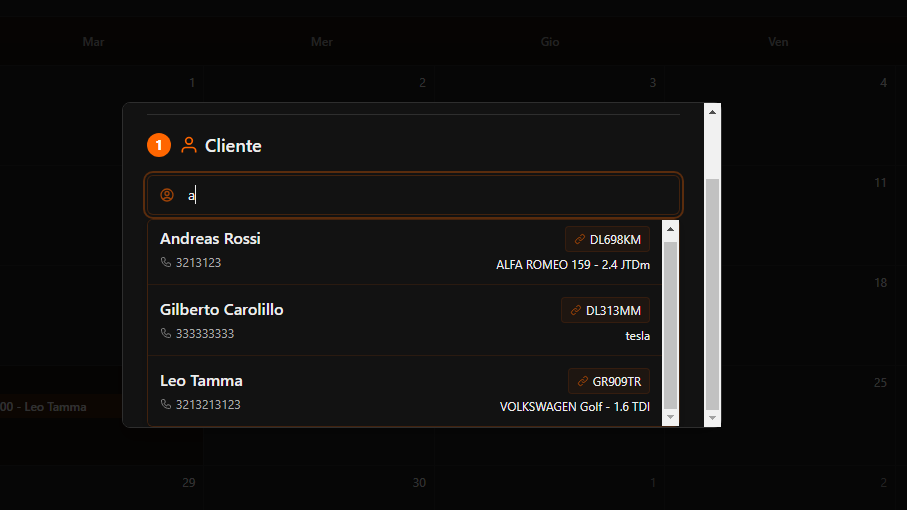 Mar Mer Gio Ven
1 2 3 4
1 Cliente
11
a
Andreas Rossi DL698KM
3213123 ALFA ROMEO 159 - 2.4 JTDm
18
Gilberto Carolillo DL313MM
333333333 tesla
Leo Tamma GR909TR
25
00 - Leo Tamma 3213213123 VOLKSWAGEN Golf - 1.6 TDI
29 30 1 2